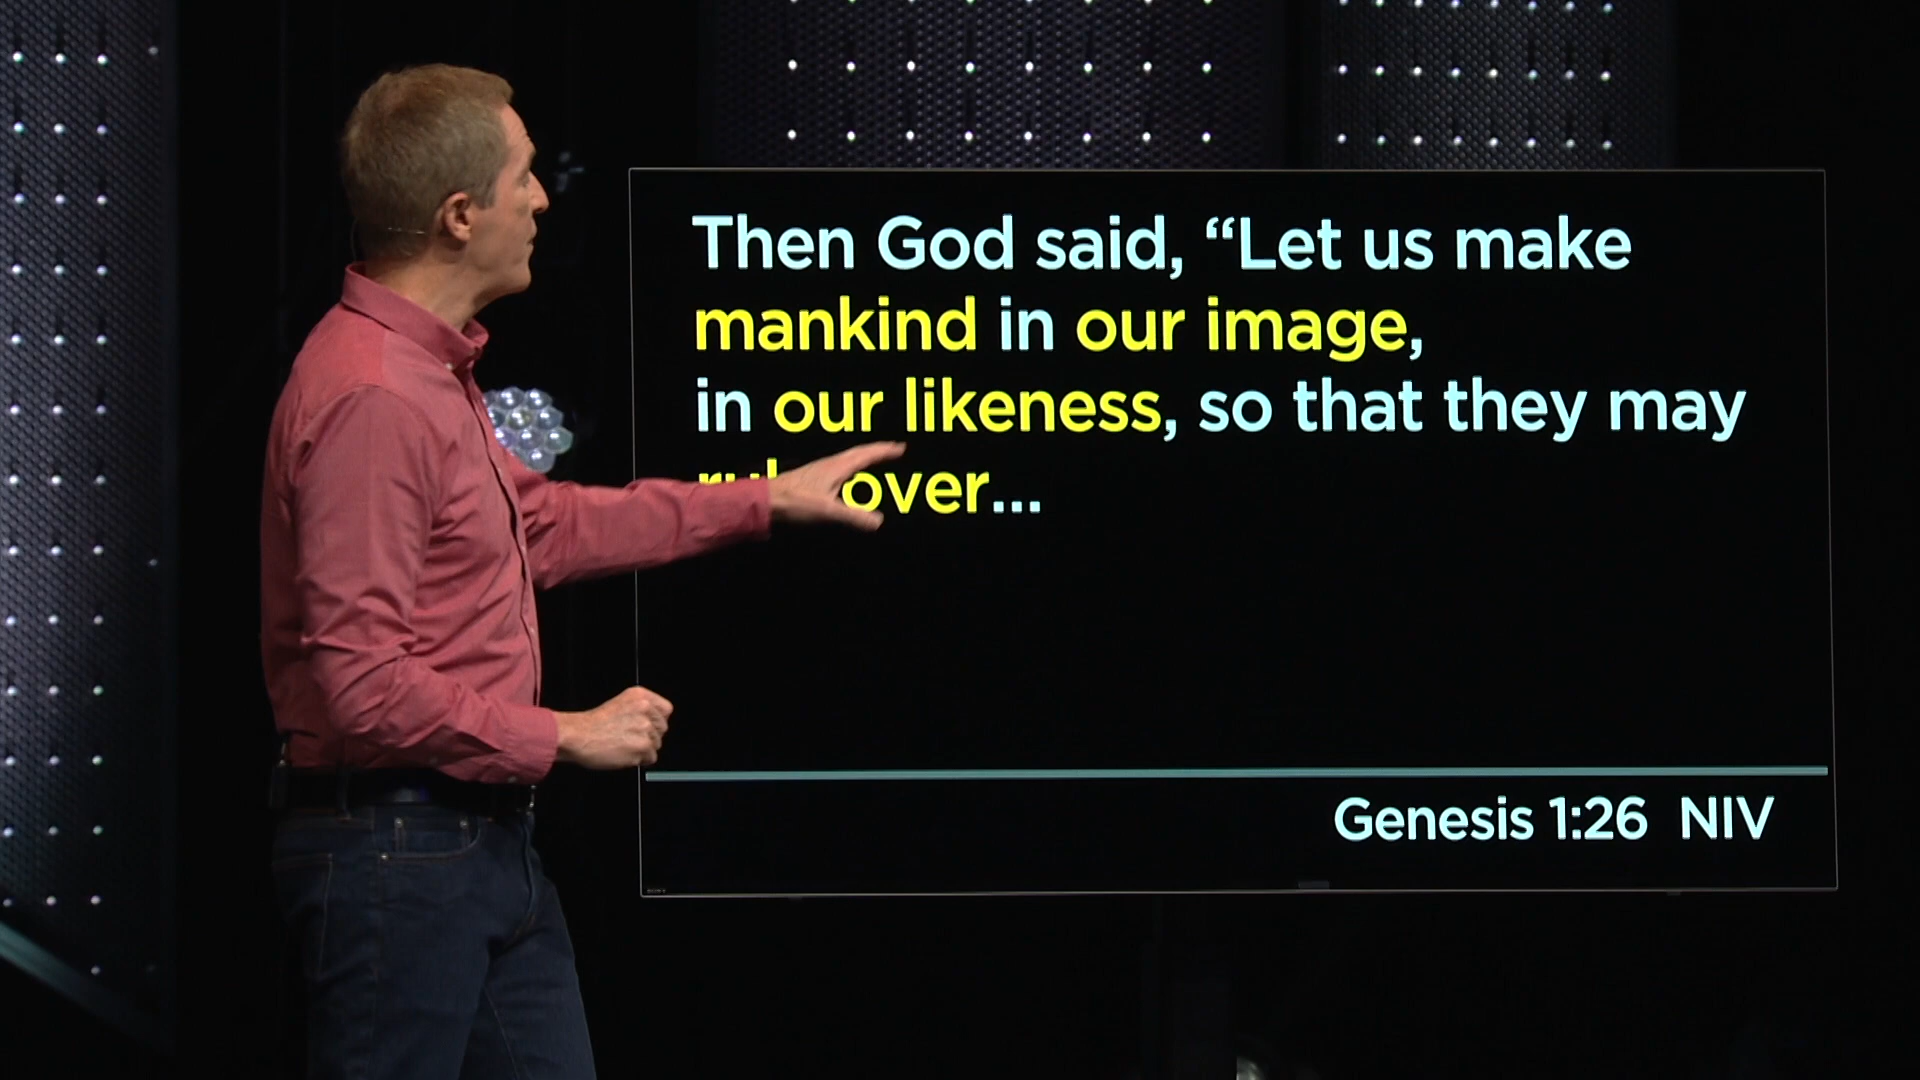 Then God said, “Let us make
mankind in our image,
in our likeness, so that they may
over...
Genesis 1:26 NIV